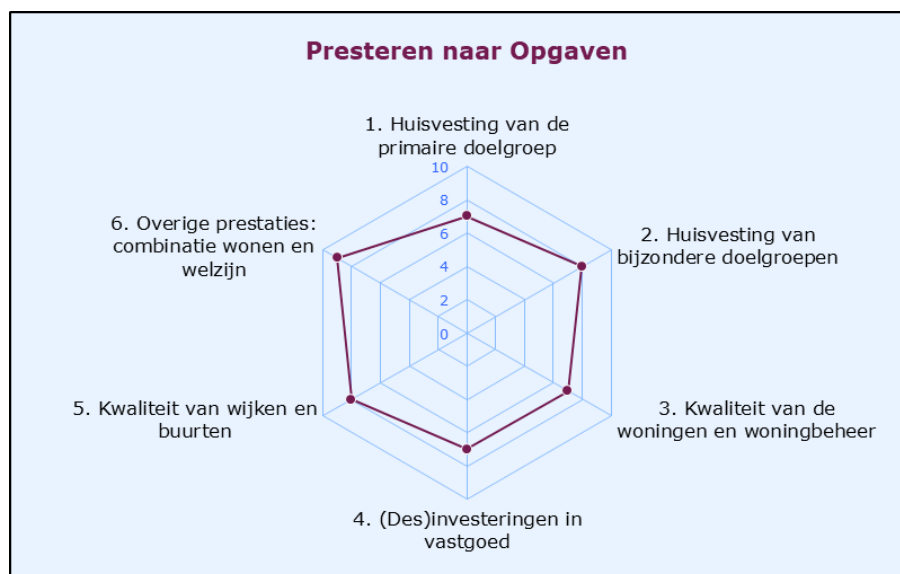 Presteren naar Opgaven
1. Huisvesting van de
primaire doelgroep
10
8
6
4
2
0
2. Huisvesting van
bijzondere doelgroepen
3. Kwaliteit van de
woningen en woningbeheer
4. (Des)investeringen in
vastgoed
5. Kwaliteit van wijken en
buurten
6. Overige prestaties:
combinatie wonen en
welzijn